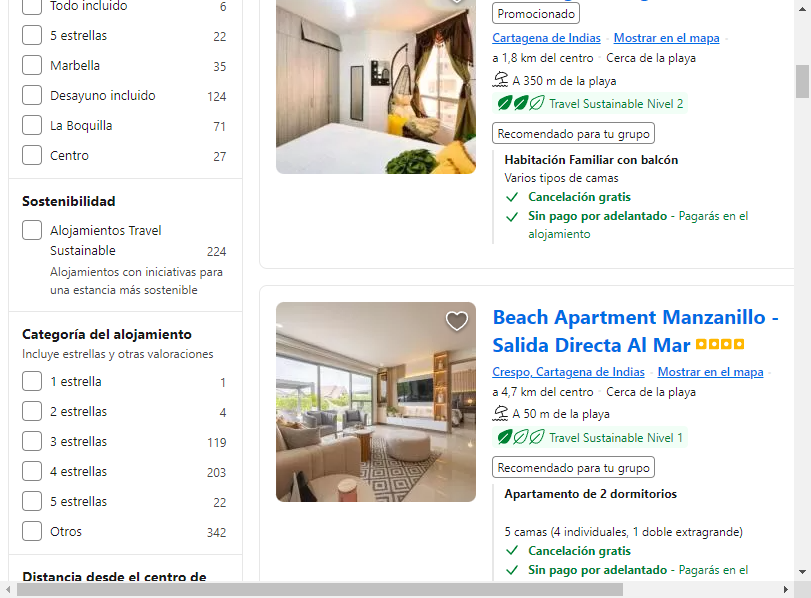 Todo incluido 6
5 estrellas 22
Marbella 35
Desayuno incluido 124
La Boquilla 71
Centro 27
Sostenibilidad
Alojamientos Travel
Sustainable 224
Alojamientos con iniciativas para
una estancia más sostenible
Categoría del alojamiento
Incluye estrellas y otras valoraciones
1 estrella 1
2 estrellas 4
3 estrellas 119
4 estrellas 203
5 estrellas 22
Otros 342
Distancia desde el centro de
Promocionado
Cartagena de Indias · Mostrar en el mapa ·
a 1,8 km del centro · Cerca de la playa
A 350 m de la playa
Travel Sustainable Nivel 2
Recomendado para tu grupo
Habitación Familiar con balcón
Varios tipos de camas
Cancelación gratis
Sin pago por adelantado - Pagarás en el
alojamiento
Beach Apartment Manzanillo -
Salida Directa Al Mar
Crespo, Cartagena de Indias · Mostrar en el mapa ·
a 4,7 km del centro · Cerca de la playa
A 50 m de la playa
Travel Sustainable Nivel 1
Recomendado para tu grupo
Apartamento de 2 dormitorios
5 camas (4 individuales, 1 doble extragrande)
Cancelación gratis
Sin pago por adelantado - Pagarás en el